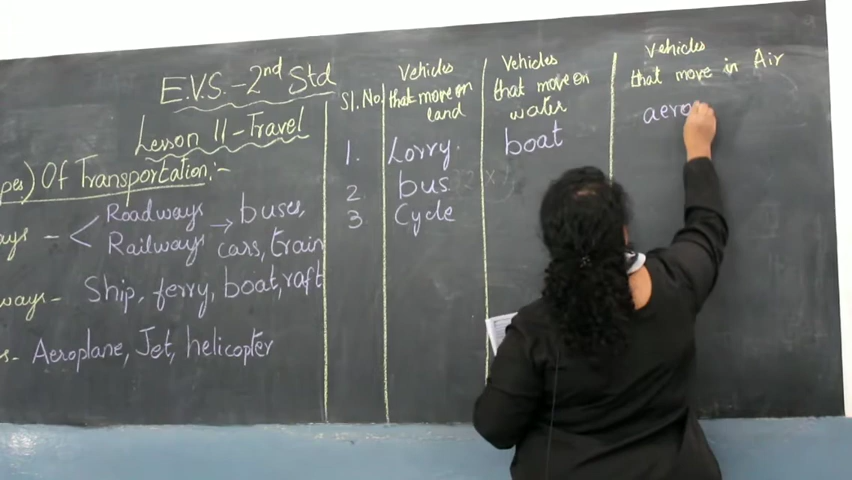 E.V.S.-2nd Std
Lesson 11-Travel
pes) Of Transportation:-
ays - < Roadways → buses,
Railways cars, train
ways- Ship, ferry, boat, raft
s- Aeroplane, Jet, helicopter
Sl. No.
Vehicles
that move on
land
Vehicles
that move on
water
Vehicles
that move in Air
1. Lorry. boat aero
2 bus
3 Cycle